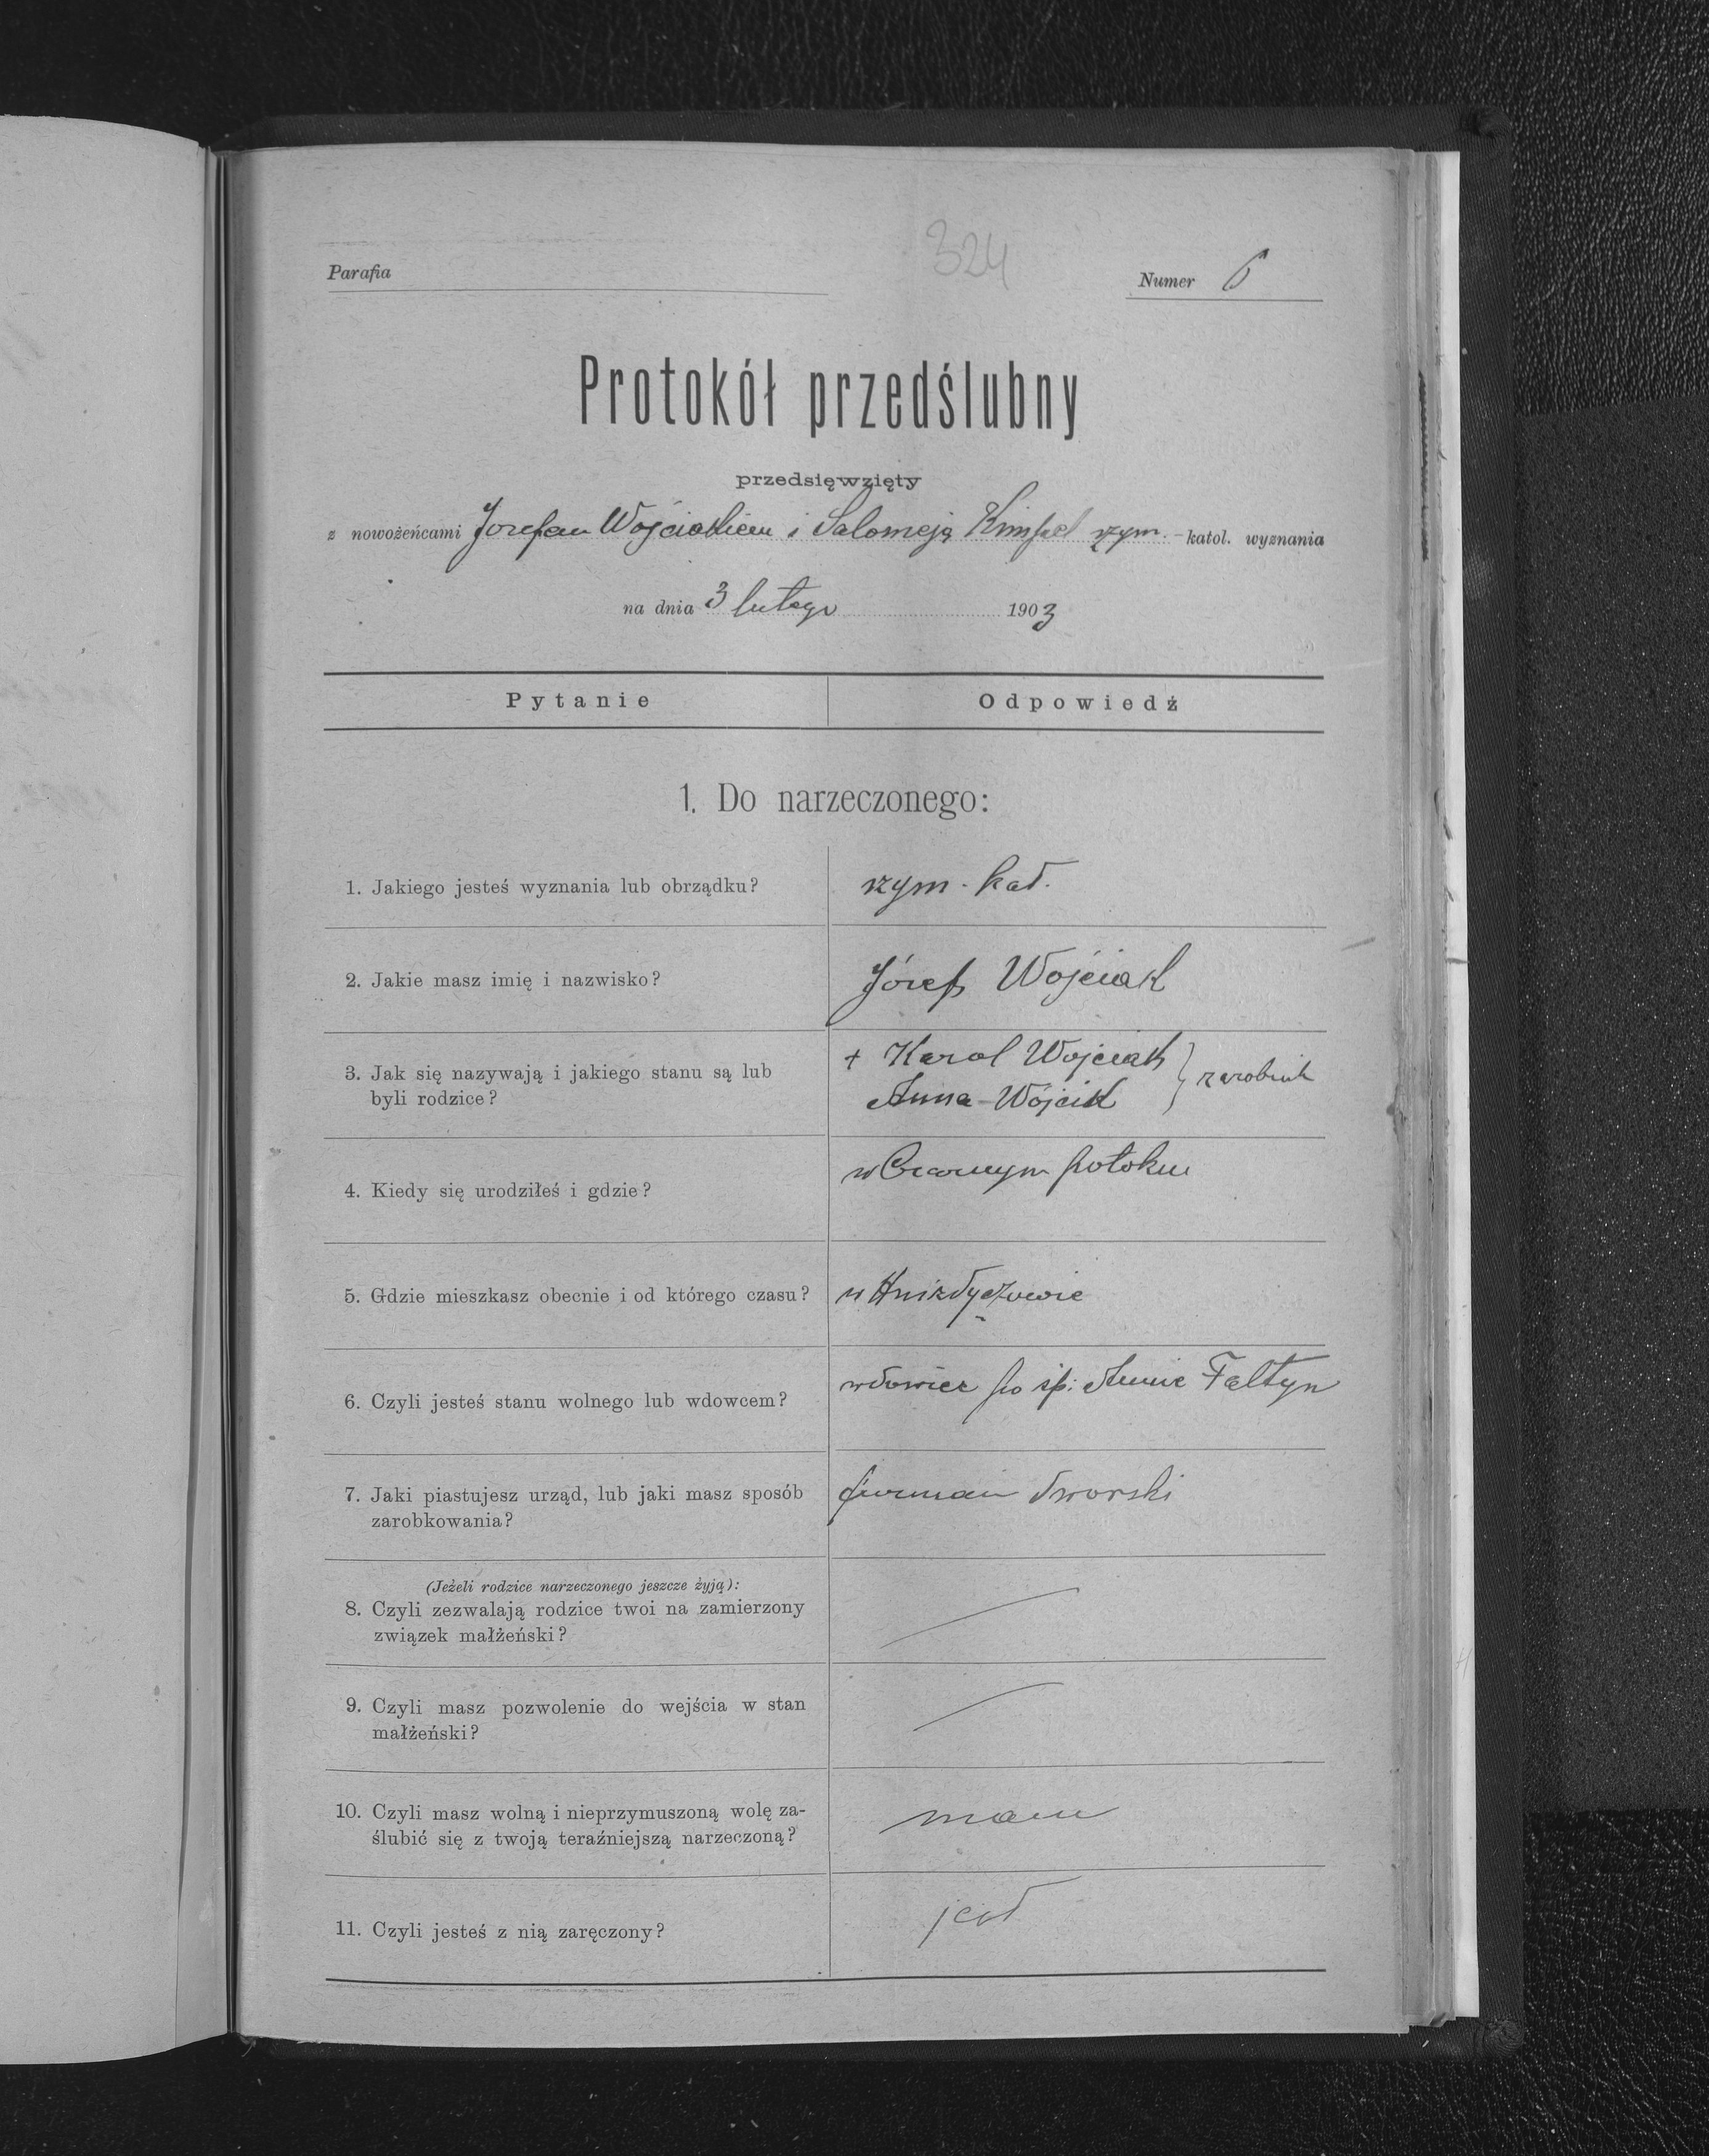 324
Parafia
Numer 6
Protokół przedślubny
przedsięwzięty
z nowożeńcami Józefem Wojciakiem i Salomeją Kimpel rzym. - katol. wyznania
na dnia 3 lutego 1903
Pytanie Odpowiedź
1. Do narzeczonego:
1. Jakiego jesteś wyznania lub obrządku? rzym. kat.
2. Jakie masz imię i nazwisko? Józef Wojciak
3. Jak się nazywają i jakiego stanu są lub
byli rodzice?
+ Karol Wojciak
Anna Wójcik } zarobnik
4. Kiedy się urodziłeś i gdzie? w Czarnym potoku
5. Gdzie mieszkasz obecnie i od którego czasu? w Hnizdyczowie
6. Czyli jesteś stanu wolnego lub wdowcem? wdowiec po śp. Annie Faltyn
7. Jaki piastujesz urząd, lub jaki masz sposób
zarobkowania?
furman dworski
(Jeżeli rodzice narzeczonego jeszcze żyją):
8. Czyli zezwalają rodzice twoi na zamierzony
związek małżeński?
9. Czyli masz pozwolenie do wejścia w stan
małżeński?
10. Czyli masz wolną i nieprzymuszoną wolę za-
ślubić się z twoją teraźniejszą narzeczoną?
mam
11. Czyli jesteś z nią zaręczony? jest